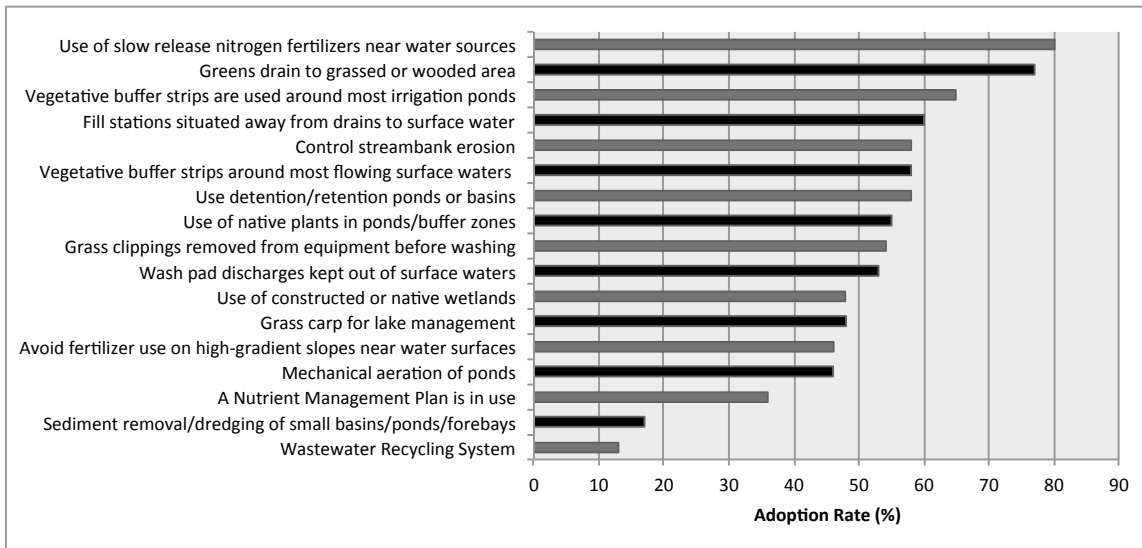 Use of slow release nitrogen fertilizers near water sources
Greens drain to grassed or wooded area
Vegetative buffer strips are used around most irrigation ponds
Fill stations situated away from drains to surface water
Control streambank erosion
Vegetative buffer strips around most flowing surface waters
Use detention/retention ponds or basins
Use of native plants in ponds/buffer zones
Grass clippings removed from equipment before washing
Wash pad discharges kept out of surface waters
Use of constructed or native wetlands
Grass carp for lake management
Avoid fertilizer use on high-gradient slopes near water surfaces
Mechanical aeration of ponds
A Nutrient Management Plan is in use
Sediment removal/dredging of small basins/ponds/forebays
Wastewater Recycling System
0 10 20 30 40 50 60 70 80 90
Adoption Rate (%)